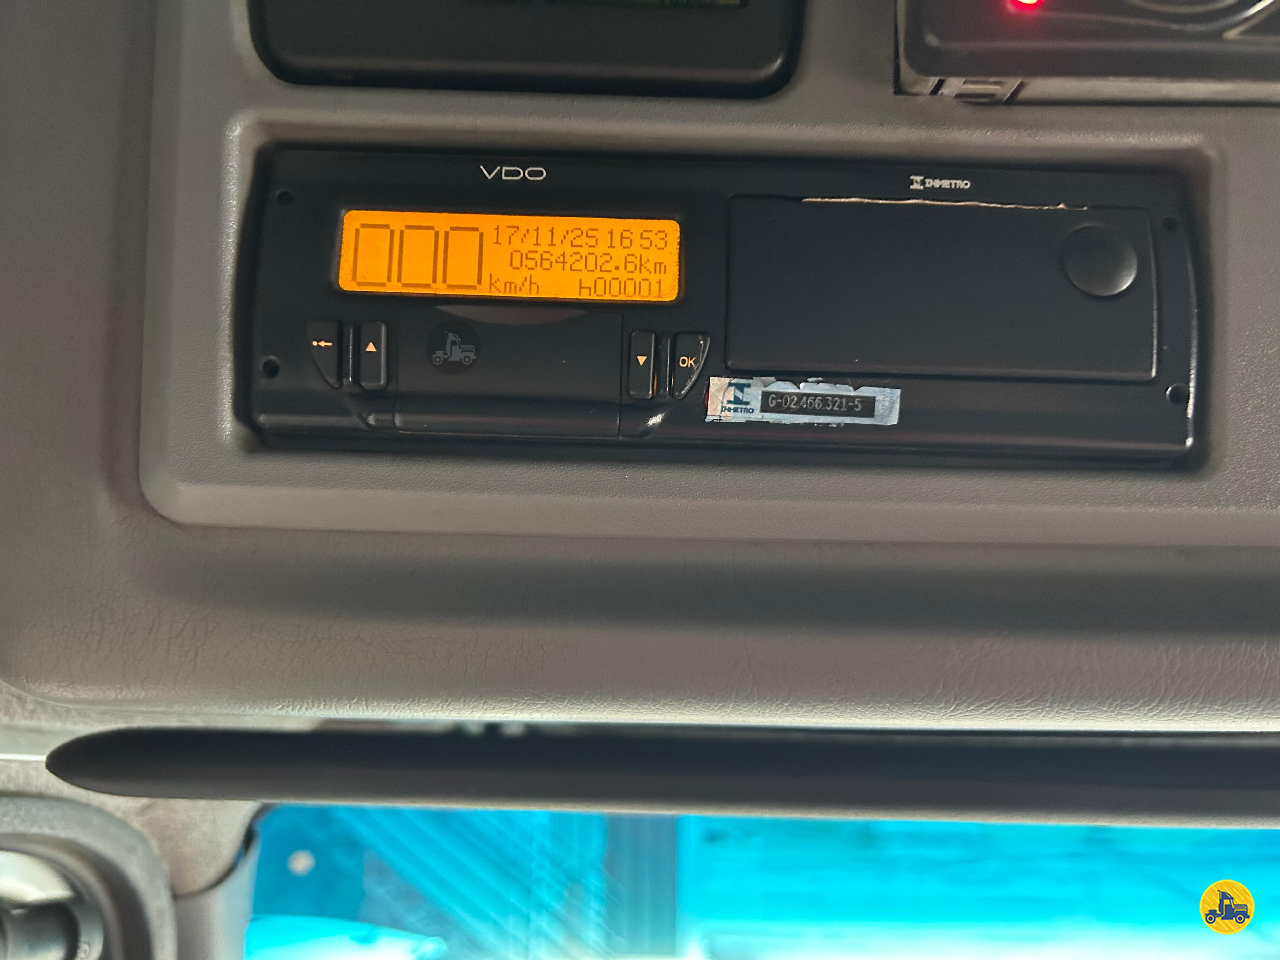 VDO
INMETRO
000 17/11/25 16 53
0564202.6km
km/h h00001
OK
INMETRO G-02.466.321-5